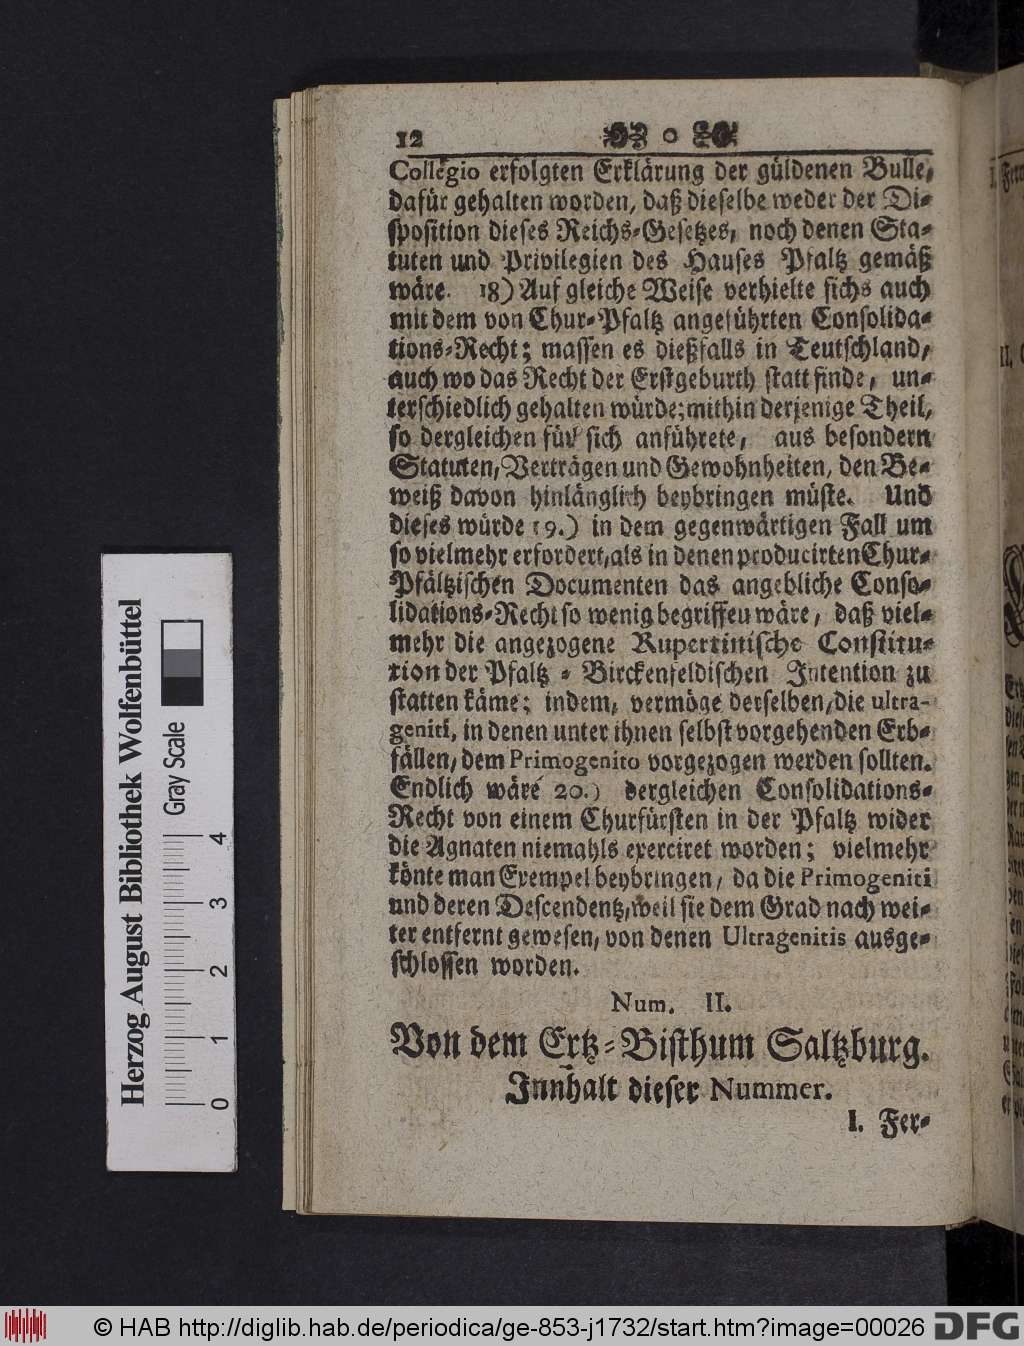 12
Collegio erfolgten Erklärung der güldenen Bulle,
dafür gehalten worden, daß dieselbe weder der Di-
sposition dieses Reichs-Gesetzes, noch denen Sta-
tuten und Privilegien des Hauses Pfaltz gemäß
wäre. 18) Auf gleiche Weise verhielte sichs auch
mit dem von Chur-Pfaltz angeführten Consolida-
tions-Recht; massen es dießfalls in Teutschland,
auch wo das Recht der Erstgeburth statt finde, un-
terschiedlich gehalten würde; mithin derjenige Theil,
so dergleichen für sich anführete, aus besondern
Statuten, Verträgen und Gewohnheiten, den Be-
weiß davon hinlänglich beybringen müste. Und
dieses würde 19.) in dem gegenwärtigen Fall um
so vielmehr erfordert, als in denen producirten Chur-
Pfältzischen Documenten das angebliche Conso-
lidations-Recht so wenig begriffeu wäre, daß viel-
mehr die angezogene Rupertinische Constitu-
tion der Pfaltz-Birckenfeldischen Intention zu
statten käme; indem, vermöge derselben, die ultra-
geniti, in denen unter ihnen selbst vorgehenden Erb-
fällen, dem Primogenito vorgezogen werden sollten.
Endlich wäre 20.) dergleichen Consolidations-
Recht von einem Churfürsten in der Pfaltz wider
die Agnaten niemahls exerciret worden; vielmehr
könte man Exempel beybringen, da die Primogeniti
und deren Descendentz, weil sie dem Grad nach wei-
ter entfernt gewesen, von denen Ultragenitis ausge-
schlossen worden.
Num. II.
Von dem Ertz-Bisthum Saltzburg.
Innhalt dieser Nummer.
I. Fer-
Herzog August Bibliothek Wolfenbüttel
Gray Scale
0 1 2 3 4
© HAB http://diglib.hab.de/periodica/ge-853-j1732/start.htm?image=00026
DFG